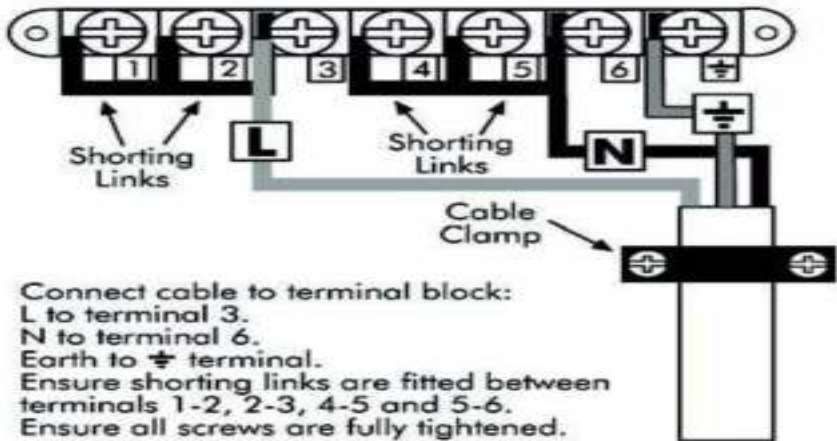 1 2 3 4 5 6 ⏚
Shorting Links
L
Shorting Links
N
⏚
Cable Clamp
Connect cable to terminal block:
L to terminal 3.
N to terminal 6.
Earth to ⏚ terminal.
Ensure shorting links are fitted between
terminals 1-2, 2-3, 4-5 and 5-6.
Ensure all screws are fully tightened.